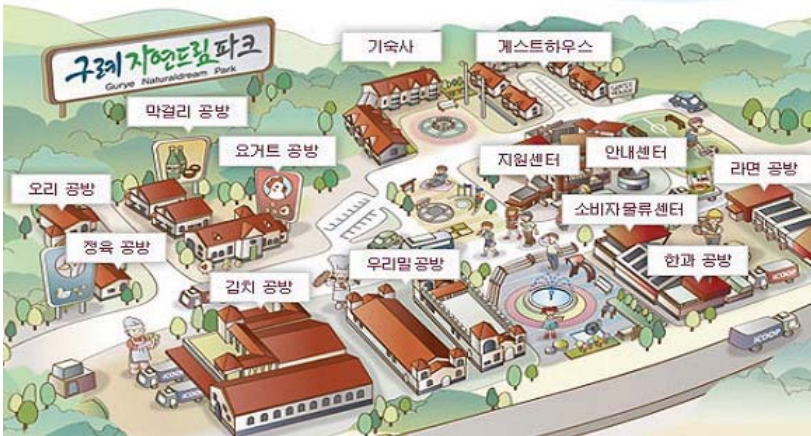 구례 자연드림파크
Gurye Naturaldream Park
기숙사
게스트하우스
막걸리 공방
요거트 공방
지원센터
안내센터
라면 공방
오리 공방
소비자물류센터
정육 공방
우리밀공방
한과 공방
김치 공방
iCOOP
iCOOP